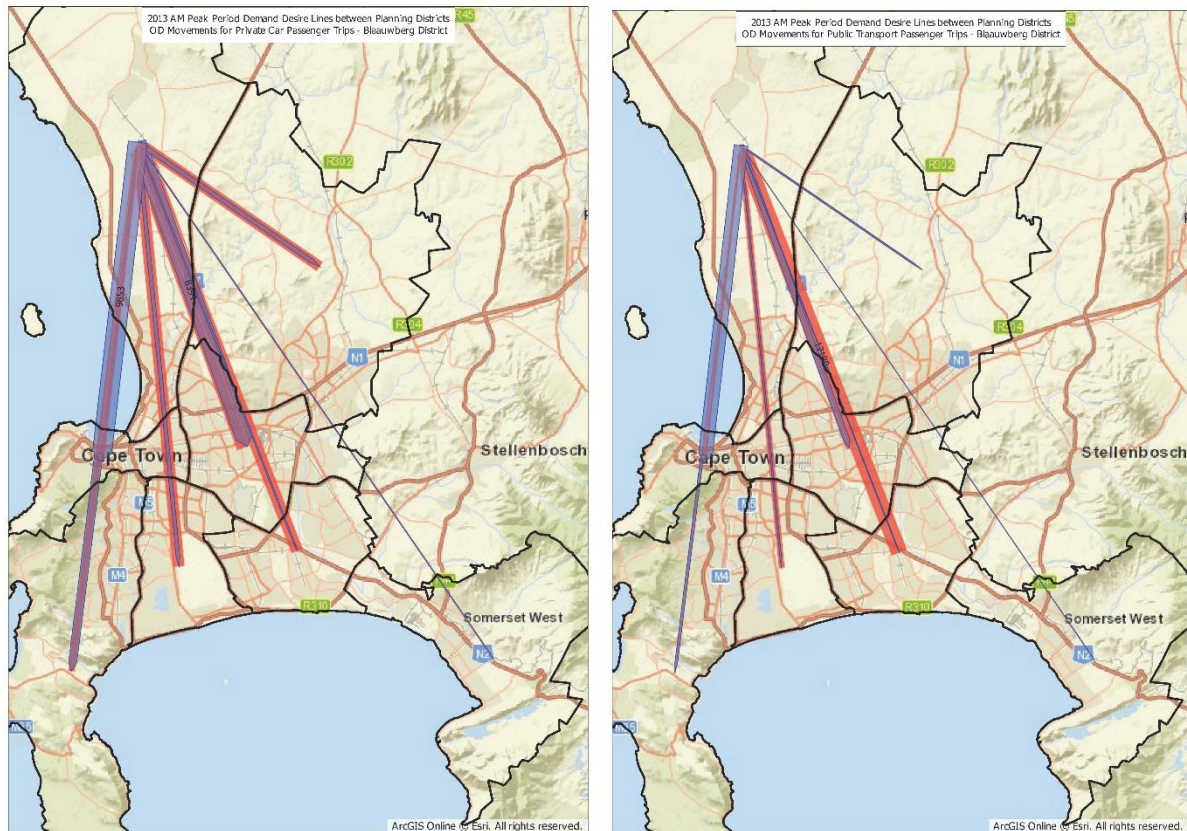 2013 AM Peak Period Demand Desire Lines between Planning Districts
OD Movements for Private Car Passenger Trips - Blaauwberg District
R45
R302
9853
R304
N1
Cape Town
Stellenbosch
M5
M4
R310
Somerset West
N2
ArcGIS Online © Esri. All rights reserved.
2013 AM Peak Period Demand Desire Lines between Planning Districts
OD Movements for Public Transport Passenger Trips - Blaauwberg District
R302
N1
Cape Town
Stellenbosch
M4
R310
Somerset West
N2
ArcGIS Online © Esri. All rights reserved.